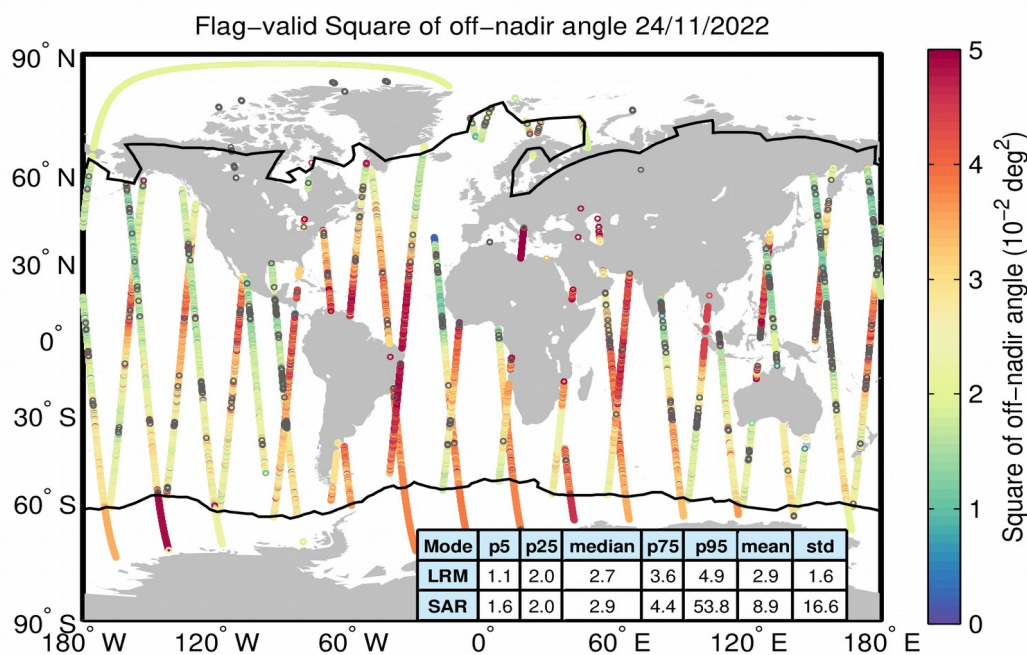 Flag-valid Square of off-nadir angle 24/11/2022
90° N
60° N
30° N
0°
30° S
60° S
90° S
180° W
120° W
60° W
0°
60° E
120° E
180° E
Mode p5 p25 median p75 p95 mean std
LRM 1.1 2.0 2.7 3.6 4.9 2.9 1.6
SAR 1.6 2.0 2.9 4.4 53.8 8.9 16.6
5
4
3
2
1
0
Square of off-nadir angle (10⁻² deg²)